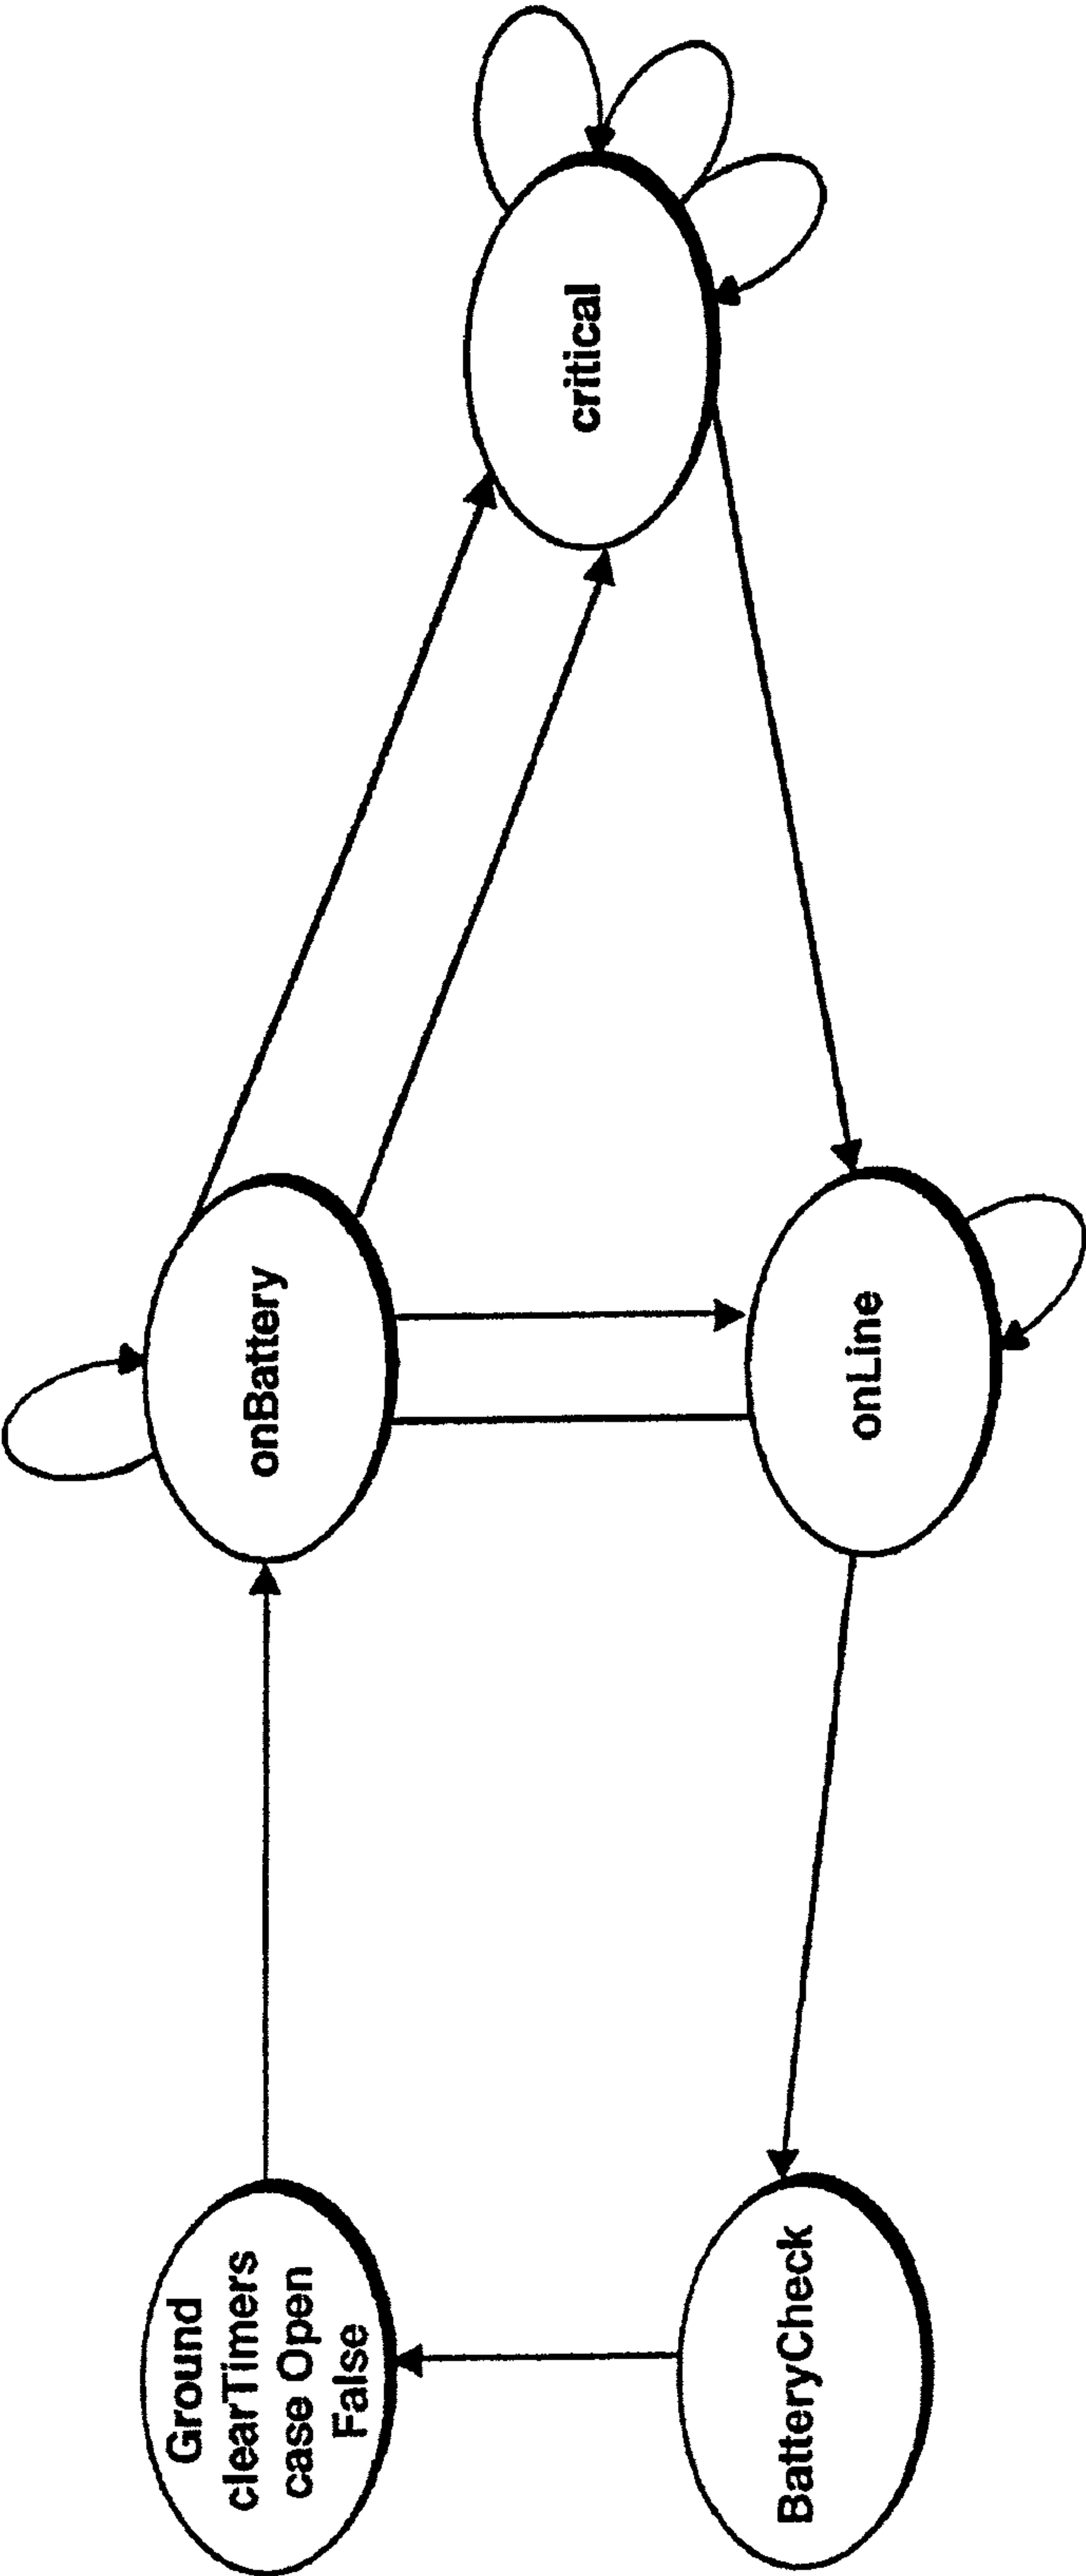 Ground
clearTimers
case Open
False
onBattery
critical
BatteryCheck
onLine